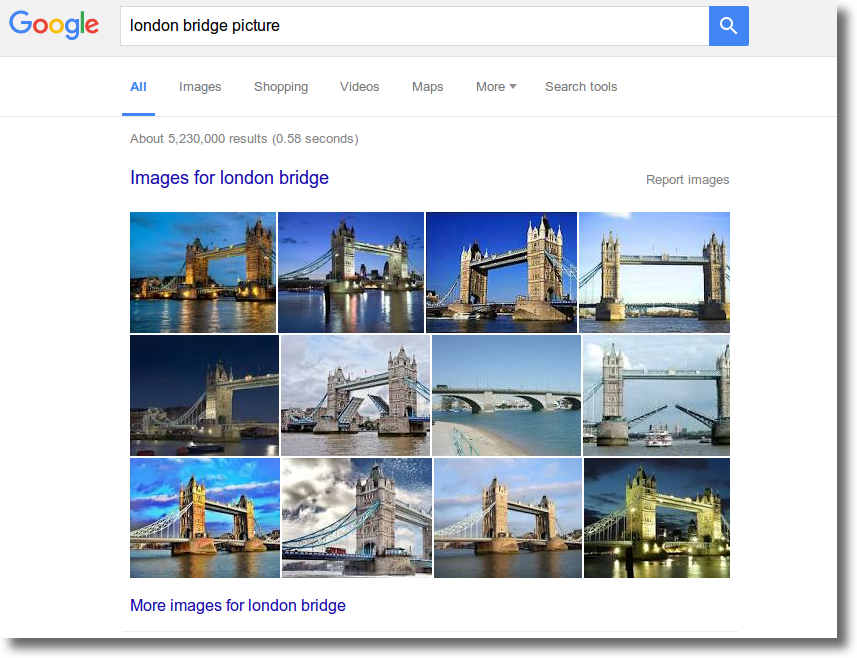 Google
london bridge picture
All Images Shopping Videos Maps More Search tools
About 5,230,000 results (0.58 seconds)
Images for london bridge
Report images
More images for london bridge